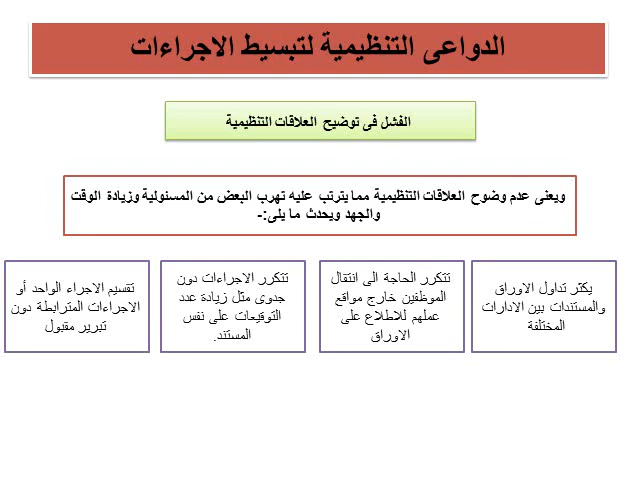 الدواعى التنظيمية لتبسيط الاجراءات
الفشل فى توضيح العلاقات التنظيمية
ويعنى عدم وضوح العلاقات التنظيمية مما يترتب عليه تهرب البعض من المسئولية وزيادة الوقت
والجهد ويحدث ما يلى:-
يكثر تداول الاوراق
والمستندات بين الادارات
المختلفة
تتكرر الحاجة الى انتقال
الموظفين خارج مواقع
عملهم للاطلاع على
الاوراق
تتكرر الاجراءات دون
جدوى مثل زيادة عدد
التوقيعات على نفس
المستند.
تقسيم الاجراء الواحد أو
الاجراءات المترابطة دون
تبرير مقبول